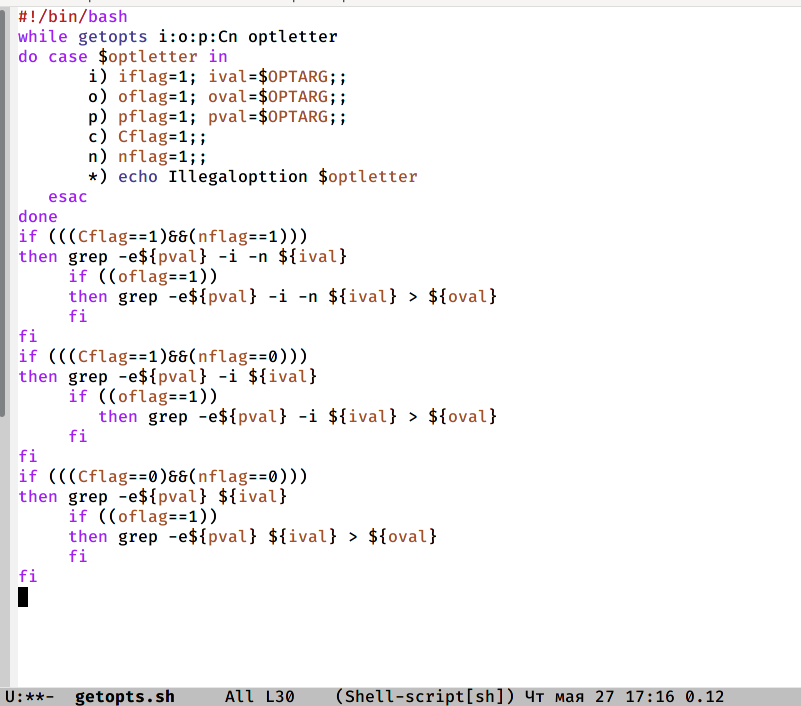 #!/bin/bash
while getopts i:o:p:Cn optletter
do case $optletter in
       i) iflag=1; ival=$OPTARG;;
       o) oflag=1; oval=$OPTARG;;
       p) pflag=1; pval=$OPTARG;;
       c) Cflag=1;;
       n) nflag=1;;
       *) echo Illegalopttion $optletter
   esac
done
if (((Cflag==1)&&(nflag==1)))
then grep -e${pval} -i -n ${ival}
     if ((oflag==1))
     then grep -e${pval} -i -n ${ival} > ${oval}
     fi
fi
if (((Cflag==1)&&(nflag==0)))
then grep -e${pval} -i ${ival}
     if ((oflag==1))
        then grep -e${pval} -i ${ival} > ${oval}
     fi
fi
if (((Cflag==0)&&(nflag==0)))
then grep -e${pval} ${ival}
     if ((oflag==1))
     then grep -e${pval} ${ival} > ${oval}
     fi
fi
U:**-  getopts.sh     All L30    (Shell-script[sh]) Чт мая 27 17:16 0.12